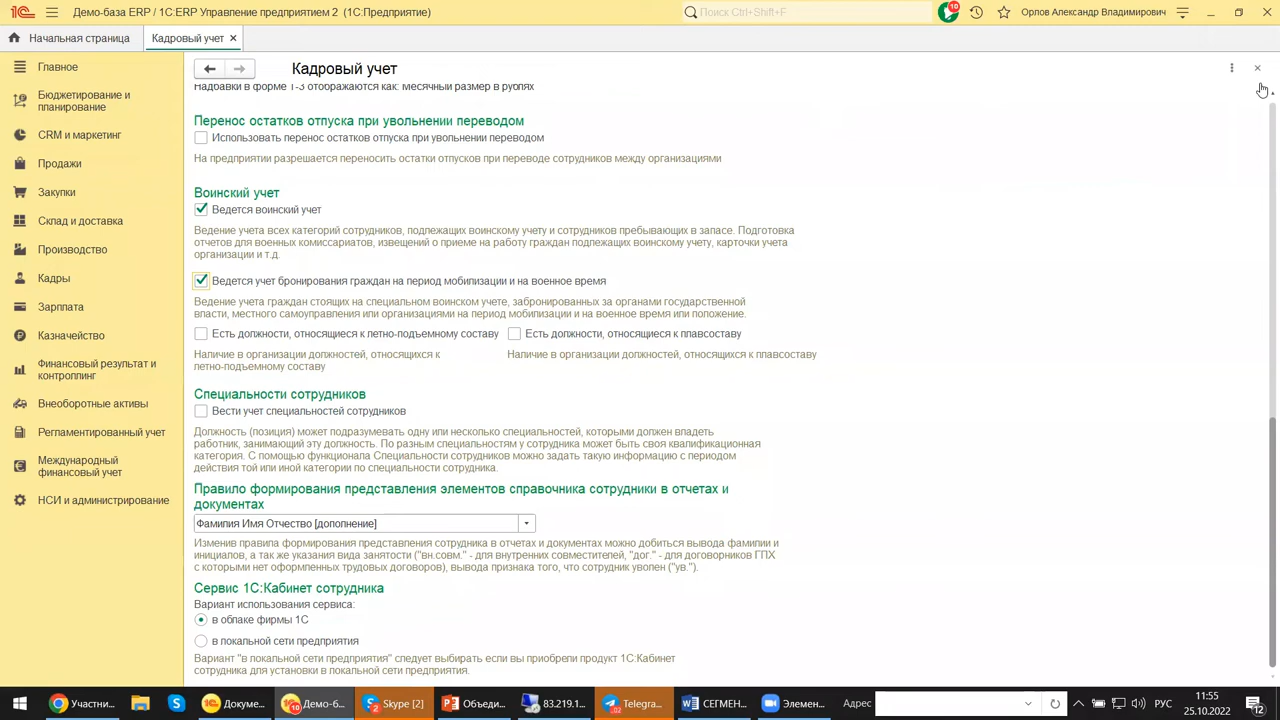 Демо-база ERP / 1С:ERP Управление предприятием 2 (1С:Предприятие)
Поиск Ctrl+Shift+F
10
Орлов Александр Владимирович
Начальная страница
Кадровый учет
Главное
Бюджетирование и
планирование
CRM и маркетинг
Продажи
Закупки
Склад и доставка
Производство
Кадры
Зарплата
Казначейство
Финансовый результат и
контроллинг
Внеоборотные активы
Регламентированный учет
Международный
финансовый учет
НСИ и администрирование
Кадровый учет
Надбавки в форме Т-3 отображаются как: Месячный размер в рублях
Перенос остатков отпуска при увольнении переводом
Использовать перенос остатков отпуска при увольнении переводом
На предприятии разрешается переносить остатки отпусков при переводе сотрудников между организациями
Воинский учет
Ведется воинский учет
Ведение учета всех категорий сотрудников, подлежащих воинскому учету и сотрудников пребывающих в запасе. Подготовка
отчетов для военных комиссариатов, извещений о приеме на работу граждан подлежащих воинскому учету, карточки учета
организации и т.д.
Ведется учет бронирования граждан на период мобилизации и на военное время
Ведение учета граждан стоящих на специальном воинском учете, забронированных за органами государственной
власти, местного самоуправления или организациями на период мобилизации и на военное время или положение.
Есть должности, относящиеся к летно-подъемному составу
Есть должности, относящиеся к плавсоставу
Наличие в организации должностей, относящихся к
летно-подъемному составу
Наличие в организации должностей, относящихся к плавсоставу
Специальности сотрудников
Вести учет специальностей сотрудников
Должность (позиция) может подразумевать одну или несколько специальностей, которыми должен владеть
работник, занимающий эту должность. По разным специальностям у сотрудника может быть своя квалификационная
категория. С помощью функционала Специальности сотрудников можно задать такую информацию с периодом
действия той или иной категории по специальности сотрудника.
Правило формирования представления элементов справочника сотрудники в отчетах и
документах
Фамилия Имя Отчество [дополнение]
Изменив правила формирования представления сотрудника в отчетах и документах можно добиться вывода фамилии и
инициалов, а так же указания вида занятости ("вн.совм." - для внутренних совместителей, "дог." - для договорников ГПХ
с которыми нет оформленных трудовых договоров), вывода признака того, что сотрудник уволен ("ув.").
Сервис 1С:Кабинет сотрудника
Вариант использования сервиса:
в облаке фирмы 1С
в локальной сети предприятия
Вариант "в локальной сети предприятия" следует выбирать если вы приобрели продукт 1С:Кабинет
сотрудника для установки в локальной сети предприятия.
Участни...
Докуме...
Демо-б...
Skype [2]
Объеди...
83.219.1...
Telegra...
СЕГМЕН...
Элемен...
Адрес
РУС
11:55
25.10.2022